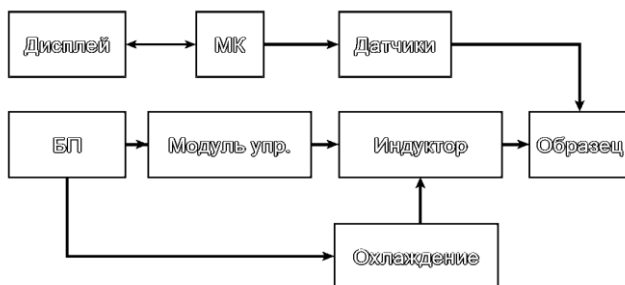 Дисплей
МК
Датчики
БП
Модуль упр.
Индуктор
Образец
Охлаждение